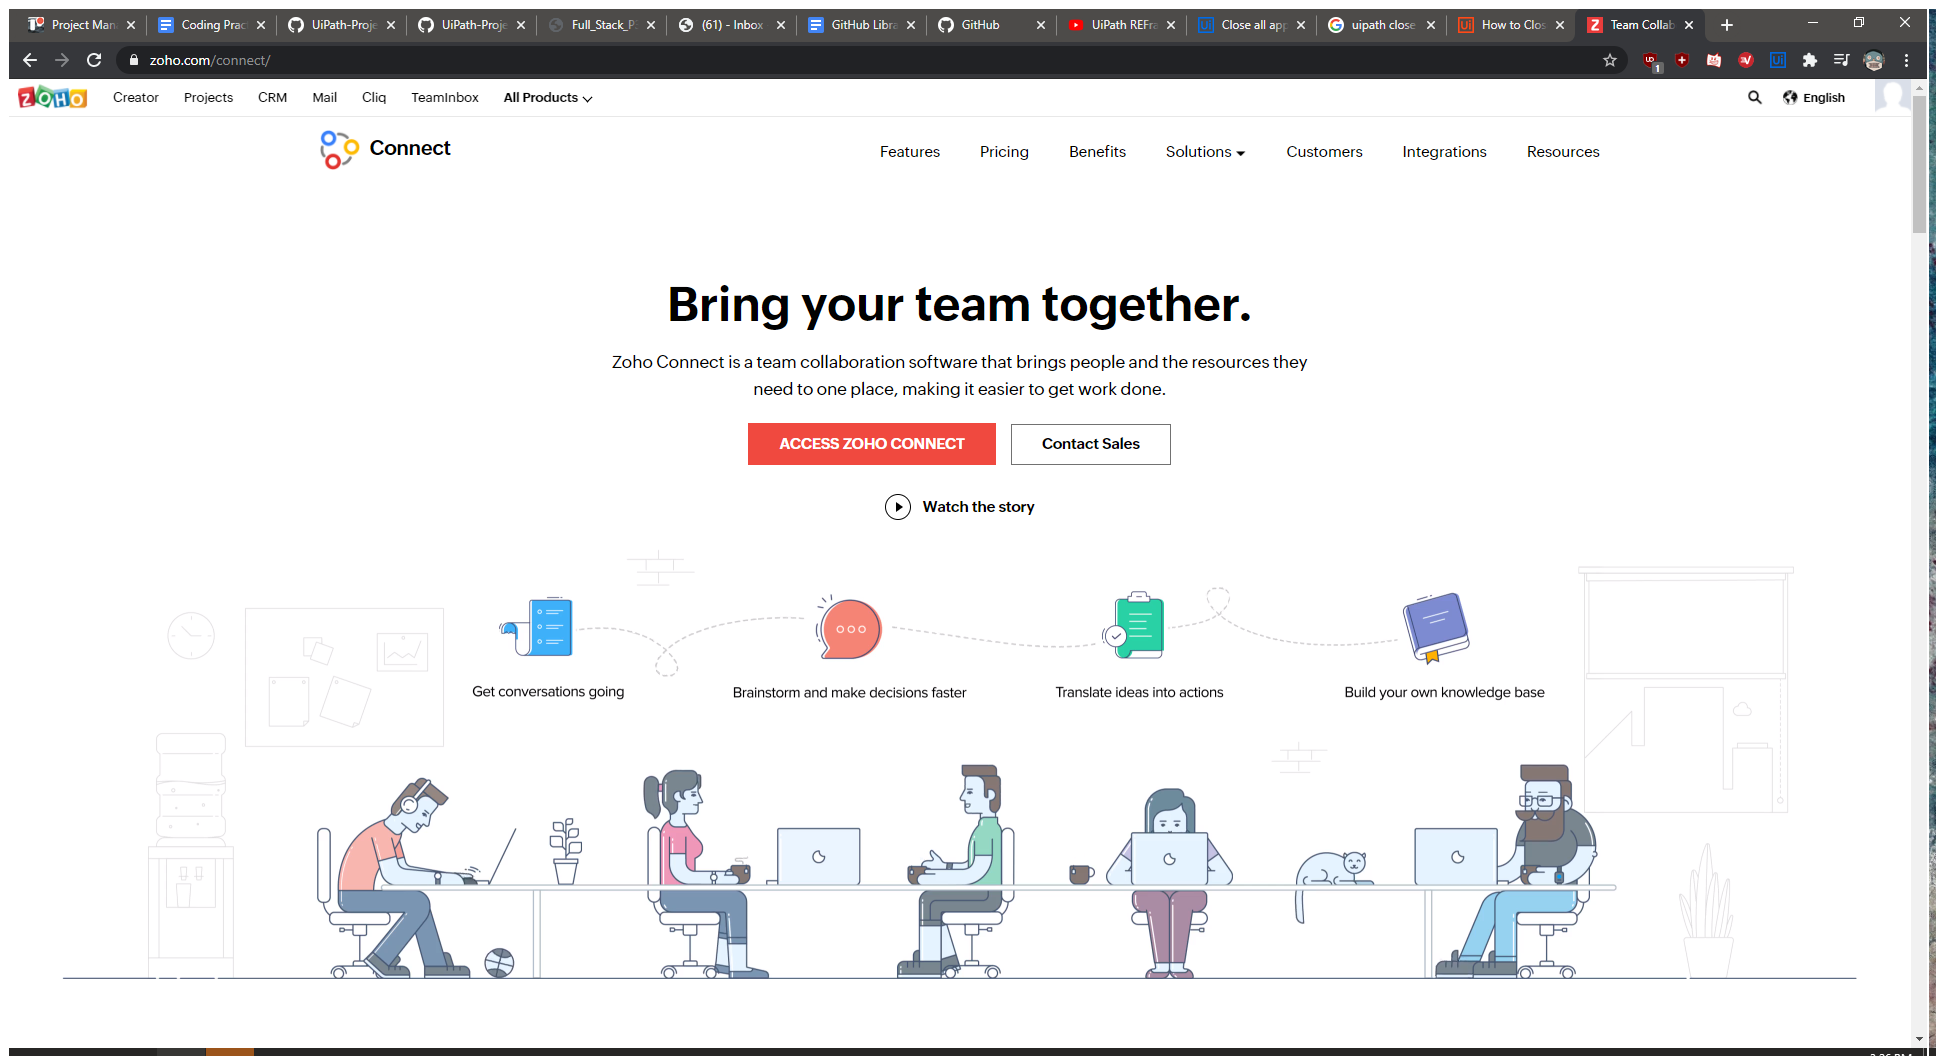 Project Man
Coding Prac
UiPath-Proje
UiPath-Proje
Full_Stack_P
(61) - Inbox
GitHub Libra
GitHub
UiPath REFra
Close all app
uipath close
How to Clos
Team Collab
zoho.com/connect/
ZOHO
Creator
Projects
CRM
Mail
Cliq
TeamInbox
All Products
English
Connect
Features
Pricing
Benefits
Solutions
Customers
Integrations
Resources
Bring your team together.
Zoho Connect is a team collaboration software that brings people and the resources they
need to one place, making it easier to get work done.
ACCESS ZOHO CONNECT
Contact Sales
Watch the story
Get conversations going
Brainstorm and make decisions faster
Translate ideas into actions
Build your own knowledge base